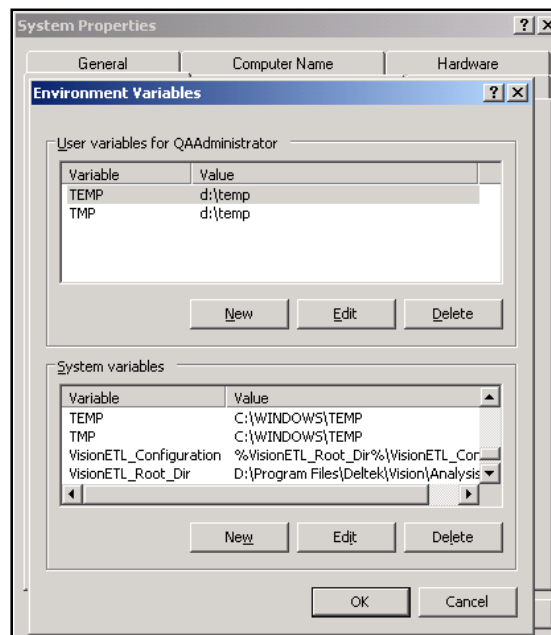 System Properties
General Computer Name Hardware
Environment Variables
User variables for QAAdministrator
Variable Value
TEMP d:\temp
TMP d:\temp
New Edit Delete
System variables
Variable Value
TEMP C:\WINDOWS\TEMP
TMP C:\WINDOWS\TEMP
VisionETL_Configuration %VisionETL_Root_Dir%\VisionETL_Cor
VisionETL_Root_Dir D:\Program Files\Deltek\Vision\Analysis
New Edit Delete
OK Cancel